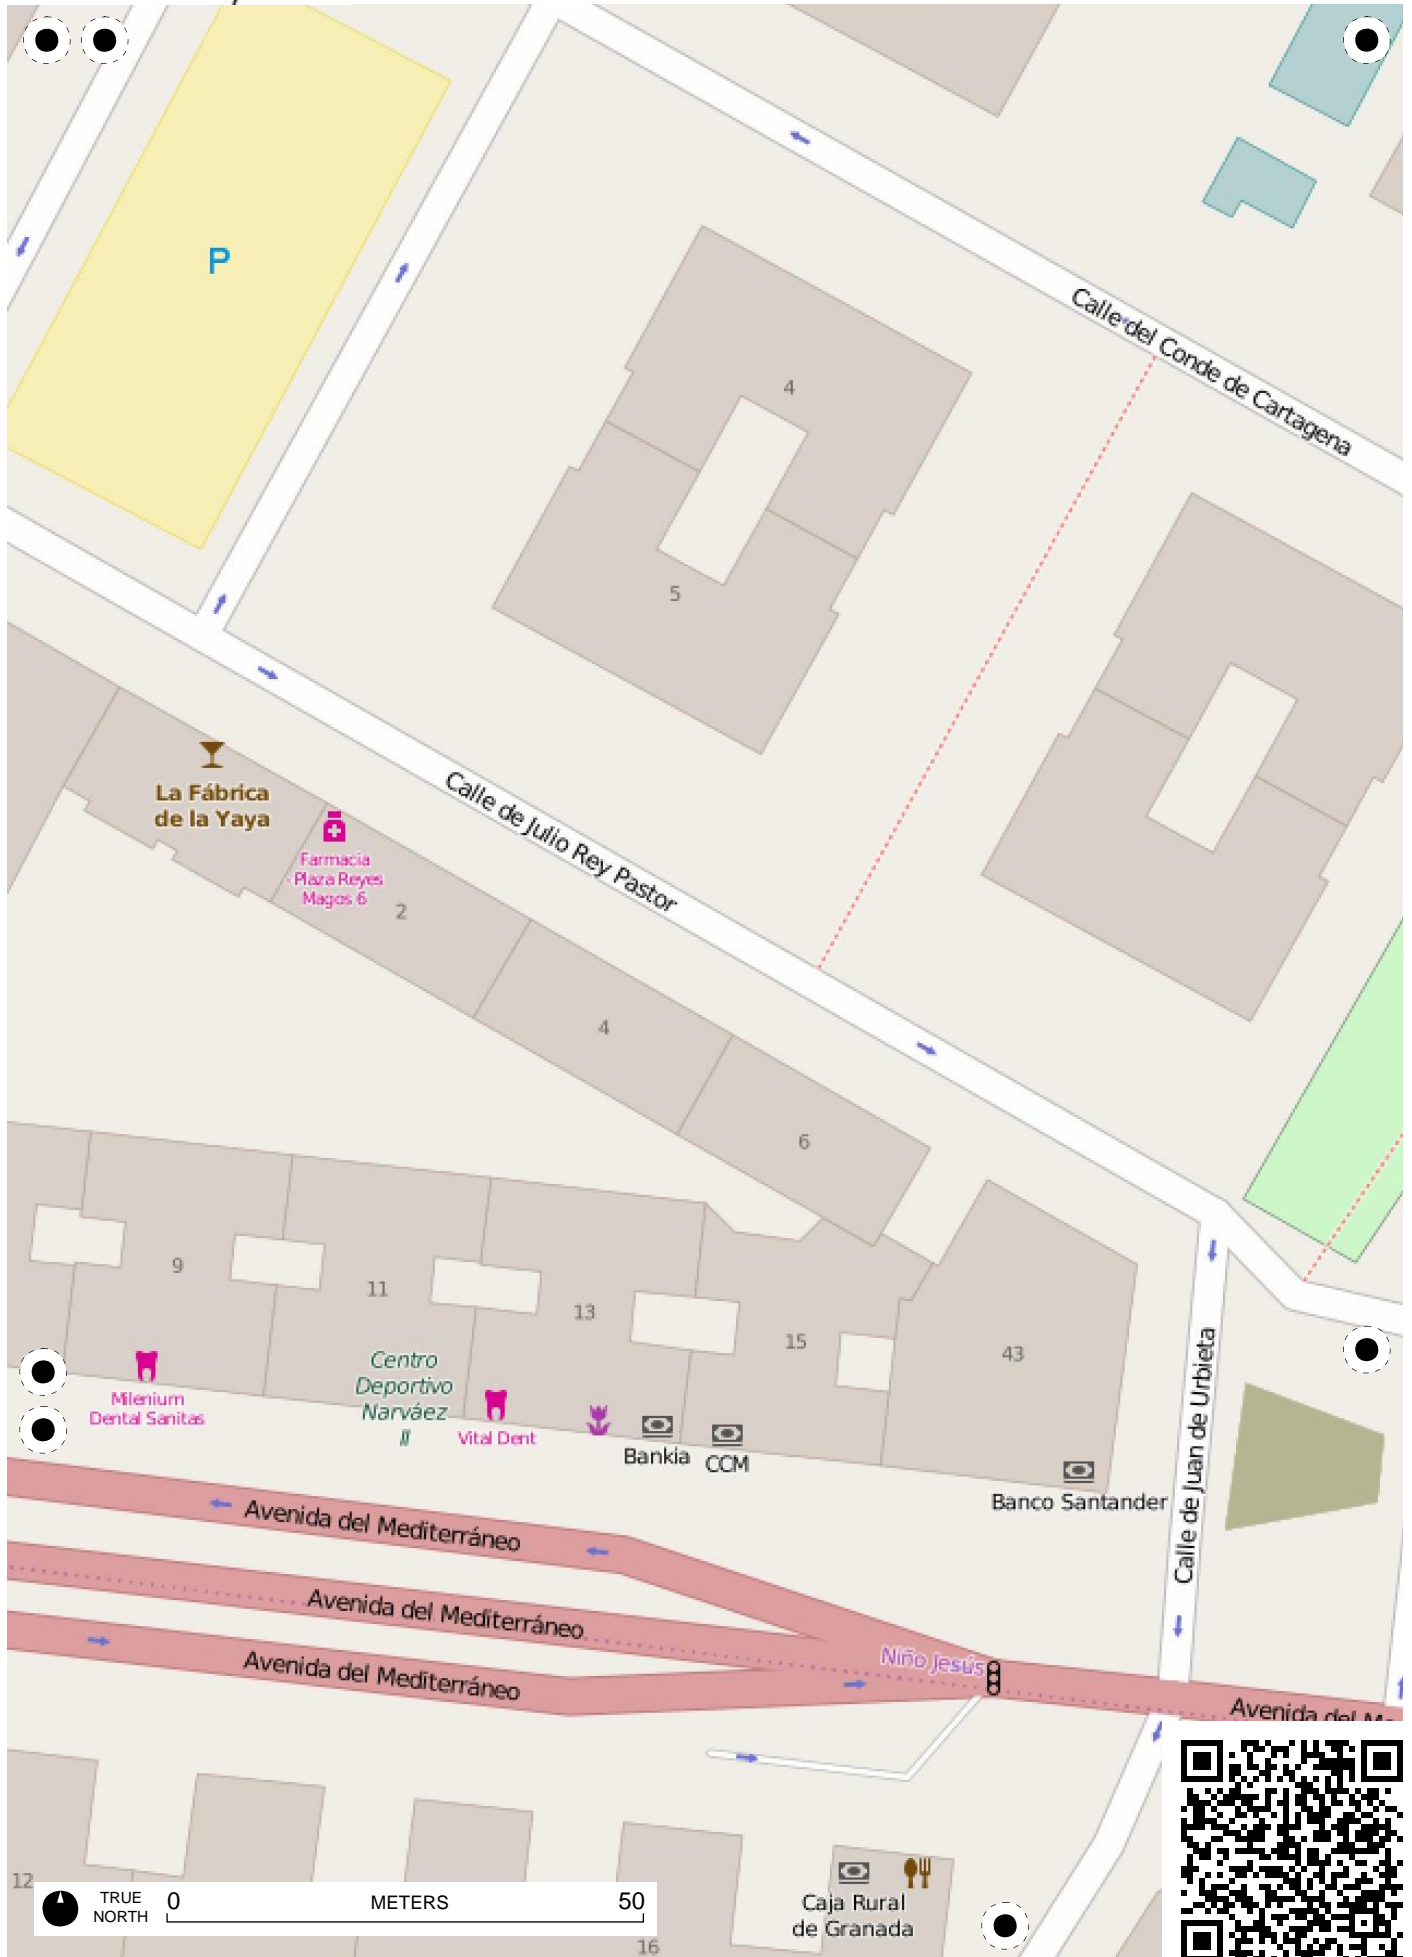 P
Calle del Conde de Cartagena
4
5
La Fábrica
de la Yaya
Farmacia
- Plaza Reyes
Magos 6
2
Calle de Julio Rey Pastor
4
6
9
11
13
15
43
Centro
Deportivo
Narváez
II
Milenium
Dental Sanitas
Vital Dent
Bankia
CCM
Banco Santander
Calle de Juan de Urbieta
Avenida del Mediterráneo
Avenida del Mediterráneo
Avenida del Mediterráneo
Niño Jesús
Avenida del
12
TRUE
NORTH
0 METERS 50
Caja Rural
de Granada
16